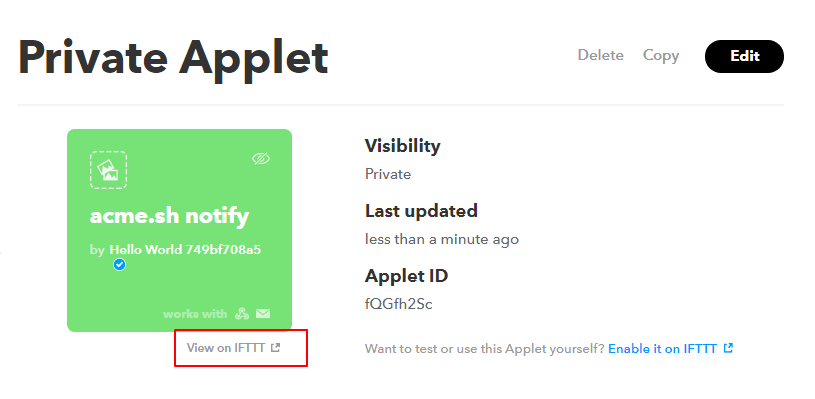 Private Applet
Delete Copy Edit
acme.sh notify
by Hello World 749bf708a5
works with
View on IFTTT
Visibility
Private
Last updated
less than a minute ago
Applet ID
fQGfh2Sc
Want to test or use this Applet yourself? Enable it on IFTTT